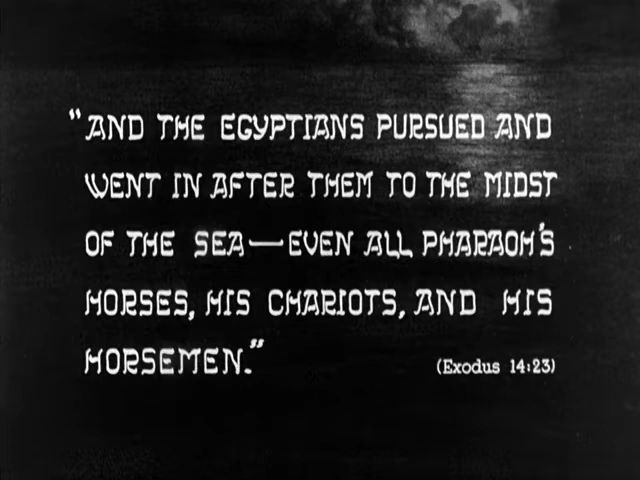 "AND THE EGYPTIANS PURSUED AND
WENT IN AFTER THEM TO THE MIDST
OF THE SEA—EVEN ALL PHARAOH'S
HORSES, HIS CHARIOTS, AND HIS
HORSEMEN."
(Exodus 14:23)